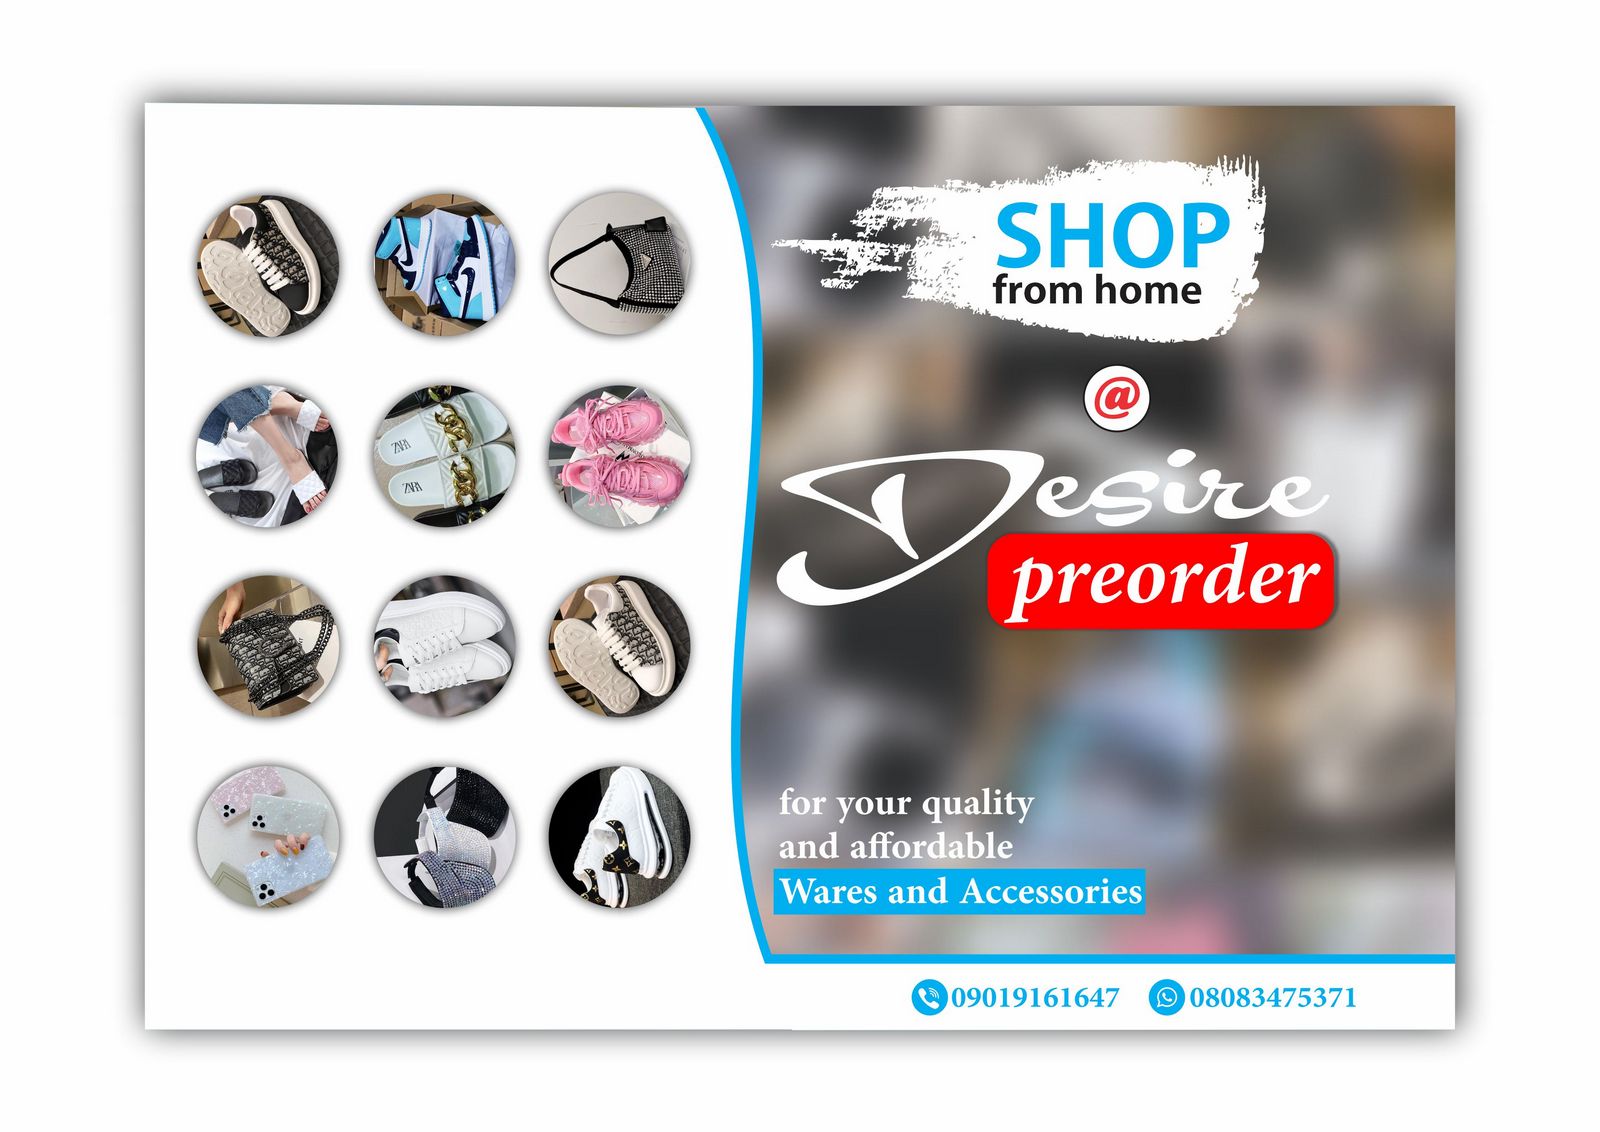 SHOP
from home
@
Desire
preorder
for your quality
and affordable
Wares and Accessories
09019161647 08083475371
ZARA
ZARA